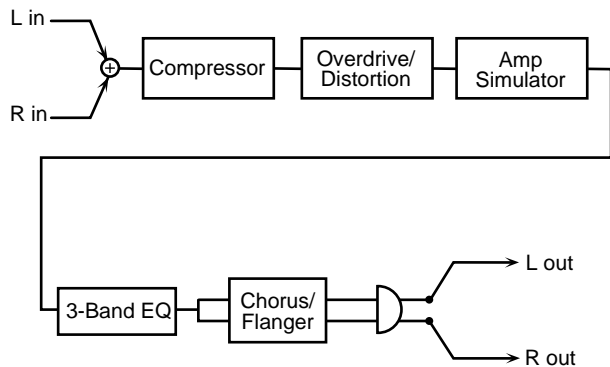 L in
R in
+
Compressor
Overdrive/
Distortion
Amp
Simulator
3-Band EQ
Chorus/
Flanger
L out
R out